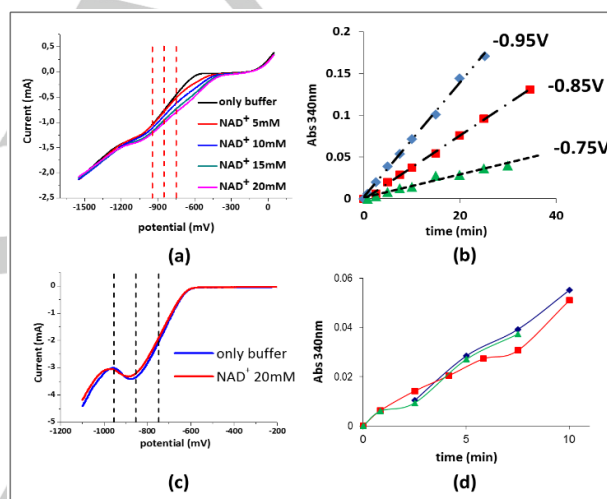 0,5
0,0
-0,5
-1,0
-1,5
-2,0
-2,5
Current (mA)
only buffer
NAD+ 5mM
NAD+ 10mM
NAD+ 15mM
NAD+ 20mM
-1500 -1200 -900 -600 -300 0
potential (mV)
(a)
0.2
0.15
0.1
0.05
0
Abs 340nm
-0.95V
-0.85V
-0.75V
0 20 40
time (min)
(b)
0
-1
-2
-3
-4
-5
Current (mA)
only buffer
NAD+ 20mM
-1200 -1000 -800 -600 -400 -200
potential (mV)
(c)
0.06
0.04
0.02
0
Abs 340nm
0 5 10
time (min)
(d)